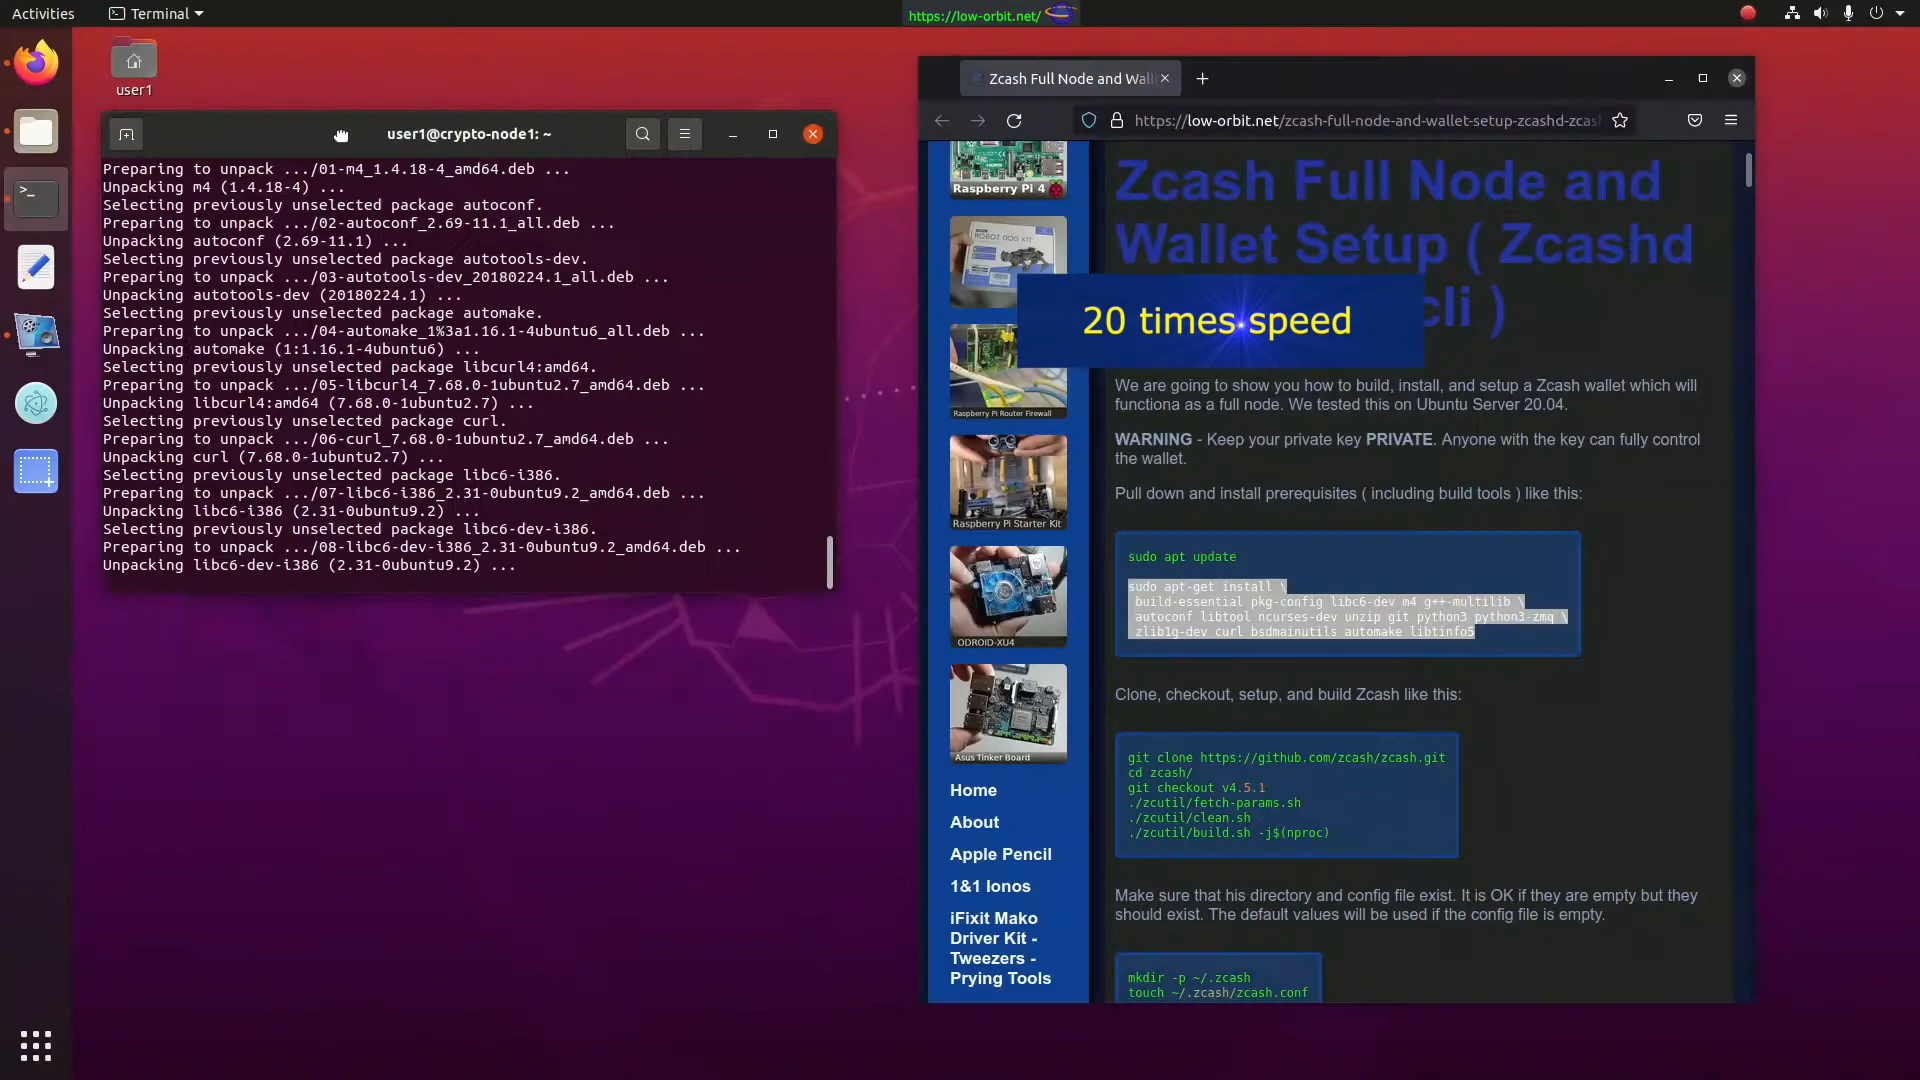 Activities
Terminal
https://low-orbit.net/
user1
user1@crypto-node1: ~
Preparing to unpack .../01-m4_1.4.18-4_amd64.deb ...
Unpacking m4 (1.4.18-4) ...
Selecting previously unselected package autoconf.
Preparing to unpack .../02-autoconf_2.69-11.1_all.deb ...
Unpacking autoconf (2.69-11.1) ...
Selecting previously unselected package autotools-dev.
Preparing to unpack .../03-autotools-dev_20180224.1_all.deb ...
Unpacking autotools-dev (20180224.1) ...
Selecting previously unselected package automake.
Preparing to unpack .../04-automake_1%3a1.16.1-4ubuntu6_all.deb ...
Unpacking automake (1:1.16.1-4ubuntu6) ...
Selecting previously unselected package libcurl4:amd64.
Preparing to unpack .../05-libcurl4_7.68.0-1ubuntu2.7_amd64.deb ...
Unpacking libcurl4:amd64 (7.68.0-1ubuntu2.7) ...
Selecting previously unselected package curl.
Preparing to unpack .../06-curl_7.68.0-1ubuntu2.7_amd64.deb ...
Unpacking curl (7.68.0-1ubuntu2.7) ...
Selecting previously unselected package libc6-i386.
Preparing to unpack .../07-libc6-i386_2.31-0ubuntu9.2_amd64.deb ...
Unpacking libc6-i386 (2.31-0ubuntu9.2) ...
Selecting previously unselected package libc6-dev-i386.
Preparing to unpack .../08-libc6-dev-i386_2.31-0ubuntu9.2_amd64.deb ...
Unpacking libc6-dev-i386 (2.31-0ubuntu9.2) ...
Zcash Full Node and Wall
https://low-orbit.net/zcash-full-node-and-wallet-setup-zcashd-zcas
Raspberry Pi 4
ROBOT DOG KIT
Raspberry Pi Router Firewall
Raspberry Pi Starter Kit
ODROID-XU4
Asus Tinker Board
Home
About
Apple Pencil
1&1 Ionos
iFixit Mako
Driver Kit -
Tweezers -
Prying Tools
Zcash Full Node and
Wallet Setup ( Zcashd
cli )
20 times speed
We are going to show you how to build, install, and setup a Zcash wallet which will
functiona as a full node. We tested this on Ubuntu Server 20.04.
WARNING - Keep your private key PRIVATE. Anyone with the key can fully control
the wallet.
Pull down and install prerequisites ( including build tools ) like this:
sudo apt update
sudo apt-get install \
build-essential pkg-config libc6-dev m4 g++-multilib \
autoconf libtool ncurses-dev unzip git python3 python3-zmq \
zlib1g-dev curl bsdmainutils automake libtinfo5
Clone, checkout, setup, and build Zcash like this:
git clone https://github.com/zcash/zcash.git
cd zcash/
git checkout v4.5.1
./zcutil/fetch-params.sh
./zcutil/clean.sh
./zcutil/build.sh -j$(nproc)
Make sure that his directory and config file exist. It is OK if they are empty but they
should exist. The default values will be used if the config file is empty.
mkdir -p ~/.zcash
touch ~/.zcash/zcash.conf